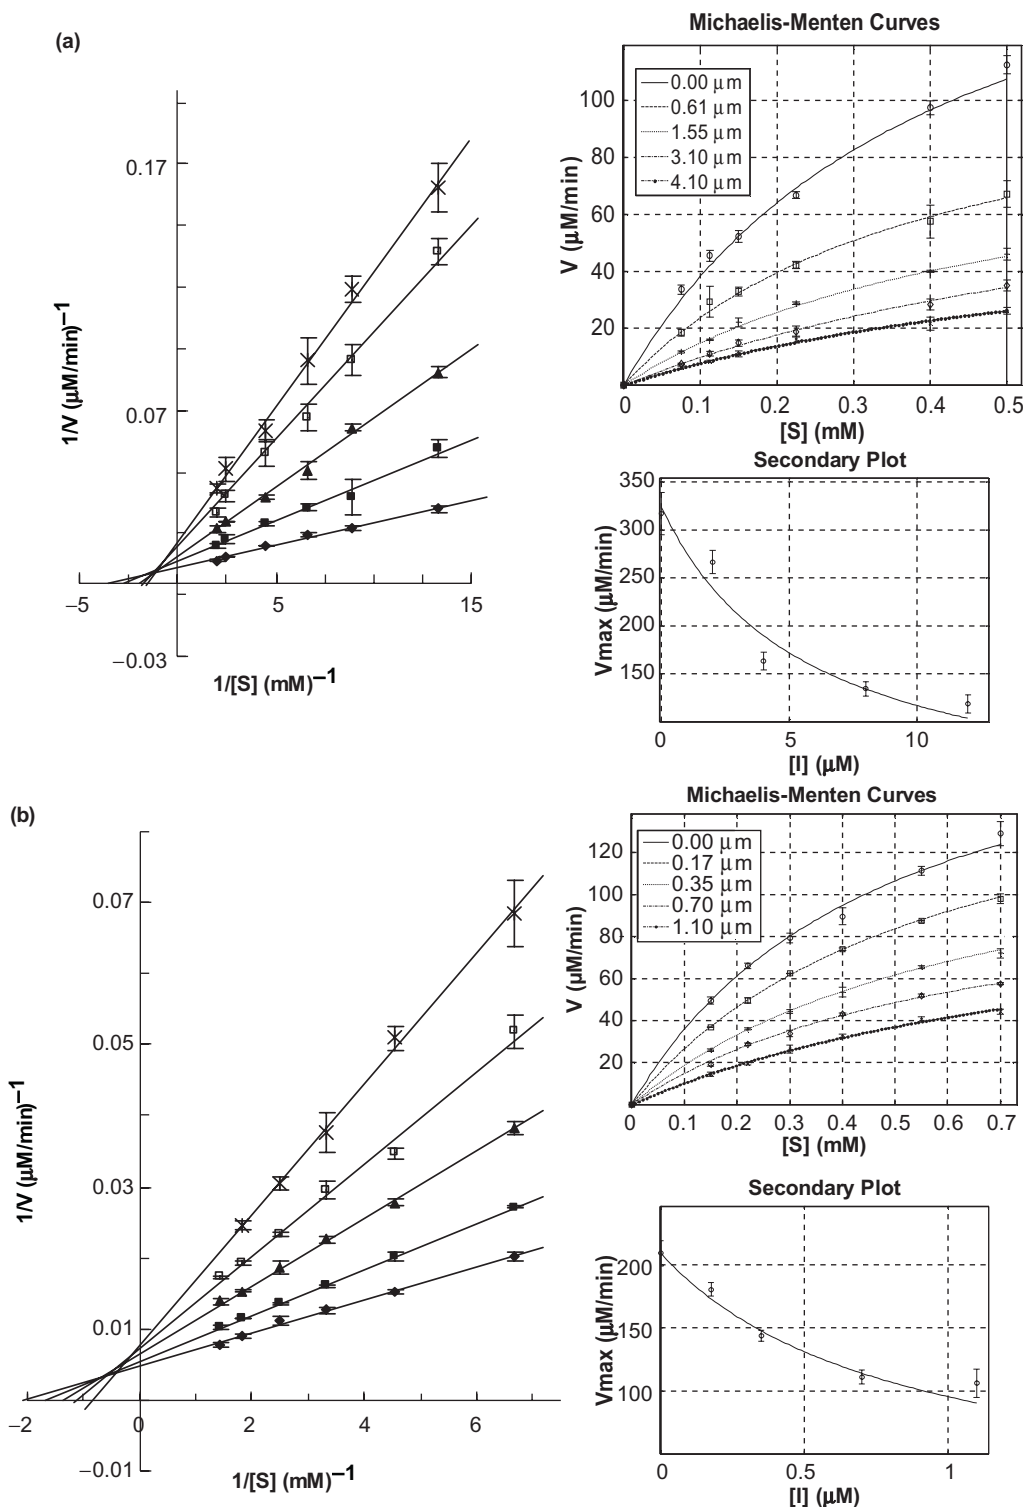 (a)
Michaelis-Menten Curves
0.00 μm
0.61 μm
1.55 μm
3.10 μm
4.10 μm
100
80
60
40
20
V (μM/min)
0 0.1 0.2 0.3 0.4 0.5
[S] (mM)
0.17
0.07
−0.03
1/V (μM/min)−1
−5 5 15
1/[S] (mM)−1
Secondary Plot
350
300
250
200
150
Vmax (μM/min)
0 5 10
[I] (μM)
(b)
Michaelis-Menten Curves
0.00 μm
0.17 μm
0.35 μm
0.70 μm
1.10 μm
120
100
80
60
40
20
V (μM/min)
0 0.1 0.2 0.3 0.4 0.5 0.6 0.7
[S] (mM)
0.07
0.05
0.03
0.01
−0.01
1/V (μM/min)−1
−2 0 2 4 6
1/[S] (mM)−1
Secondary Plot
200
150
100
Vmax (μM/min)
0 0.5 1
[I] (μM)